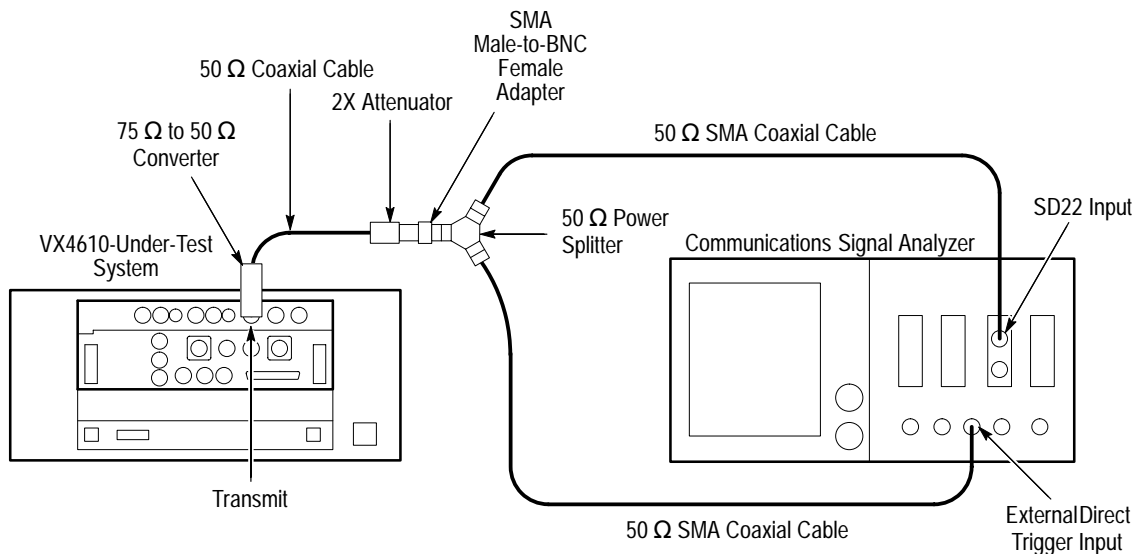 SMA
Male-to-BNC
Female
Adapter
50 Ω Coaxial Cable
2X Attenuator
75 Ω to 50 Ω
Converter
50 Ω SMA Coaxial Cable
SD22 Input
50 Ω Power
Splitter
VX4610-Under-Test
System
Communications Signal Analyzer
Transmit
50 Ω SMA Coaxial Cable
ExternalDirect
Trigger Input